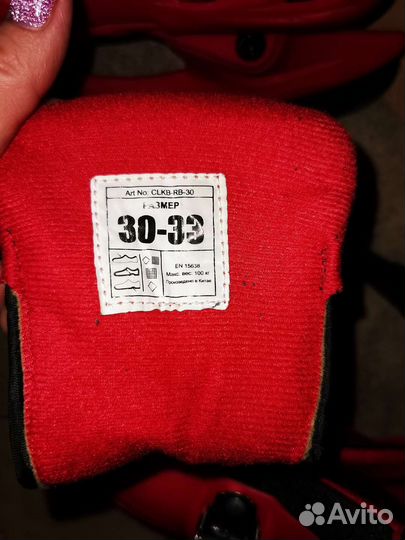 Art No: CLKB-RB-30
РАЗМЕР
30-33
EN 15638
Макс. вес: 100 кг
Произведено в Китае
Avito